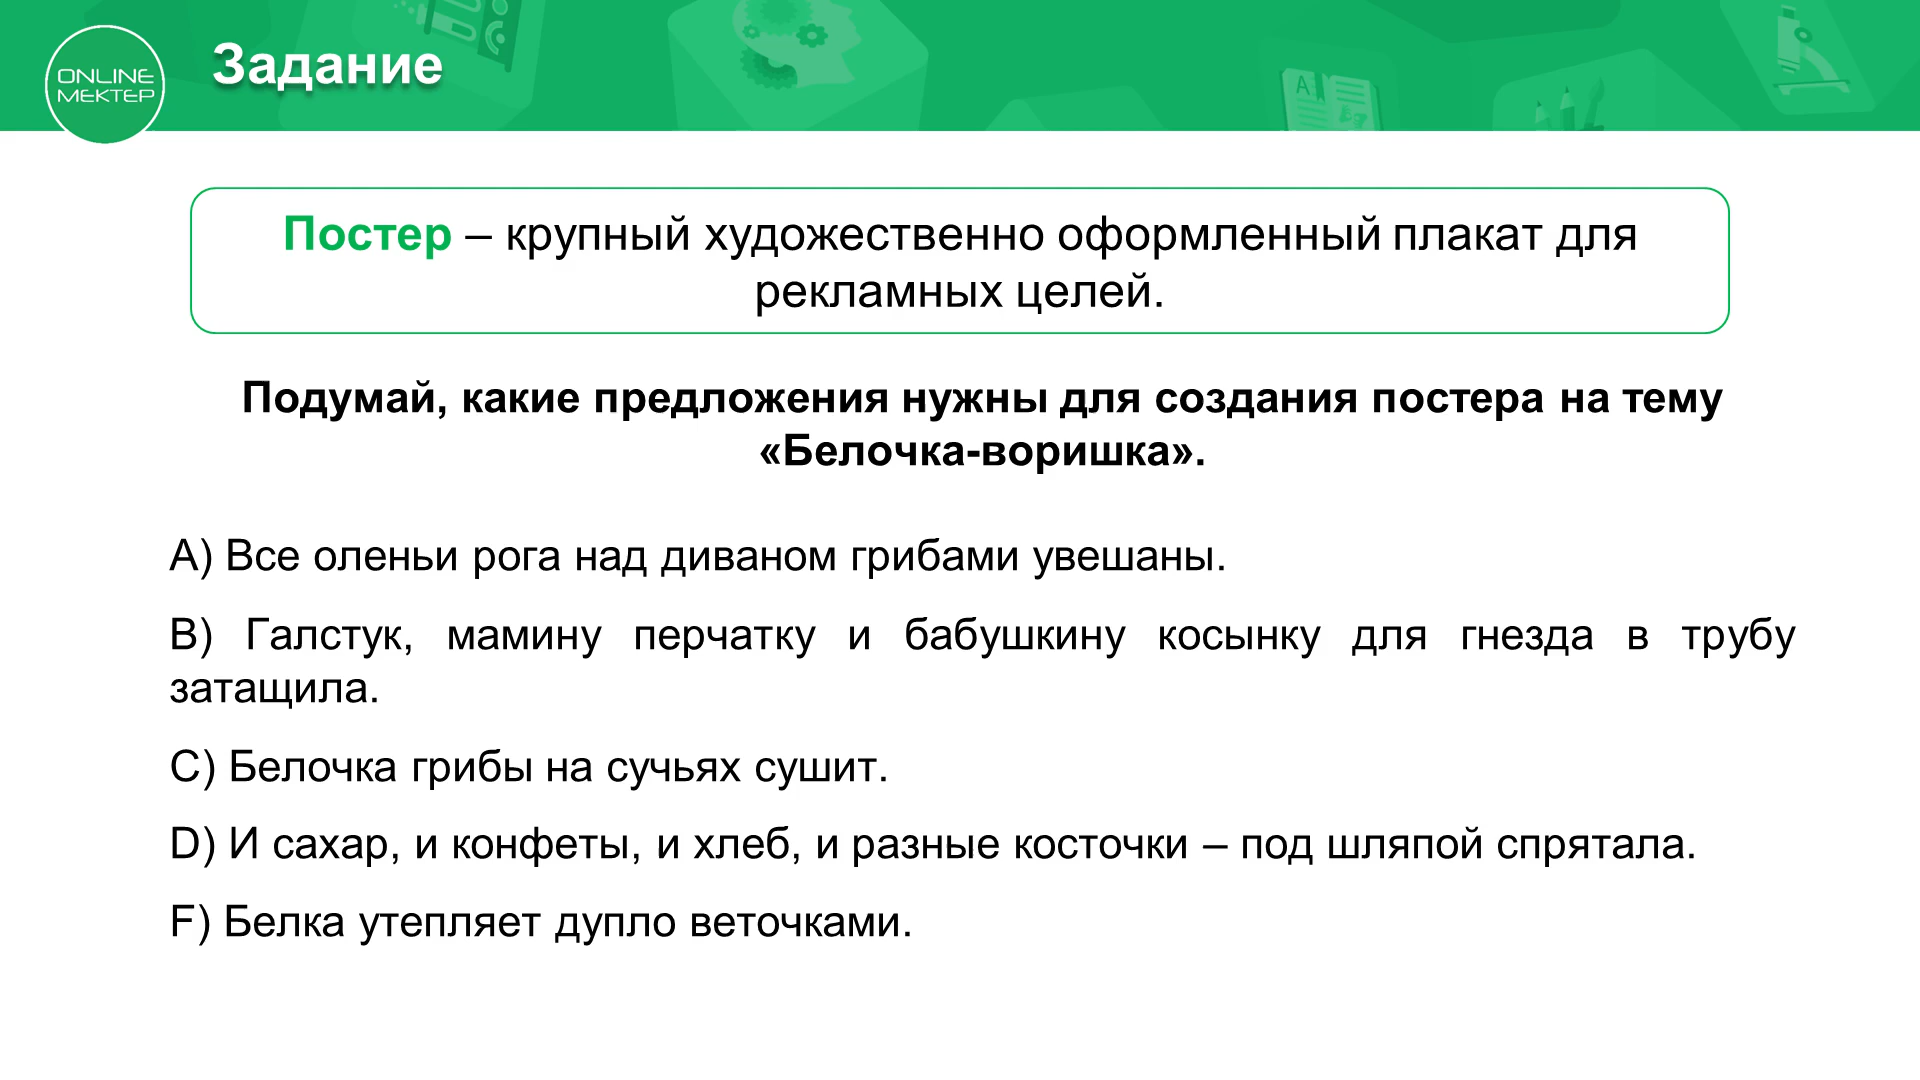 ONLINE
МЕКТЕР
Задание
Постер – крупный художественно оформленный плакат для
рекламных целей.
Подумай, какие предложения нужны для создания постера на тему
«Белочка-воришка».
A) Все оленьи рога над диваном грибами увешаны.
B) Галстук, мамину перчатку и бабушкину косынку для гнезда в трубу
затащила.
C) Белочка грибы на сучьях сушит.
D) И сахар, и конфеты, и хлеб, и разные косточки – под шляпой спрятала.
F) Белка утепляет дупло веточками.